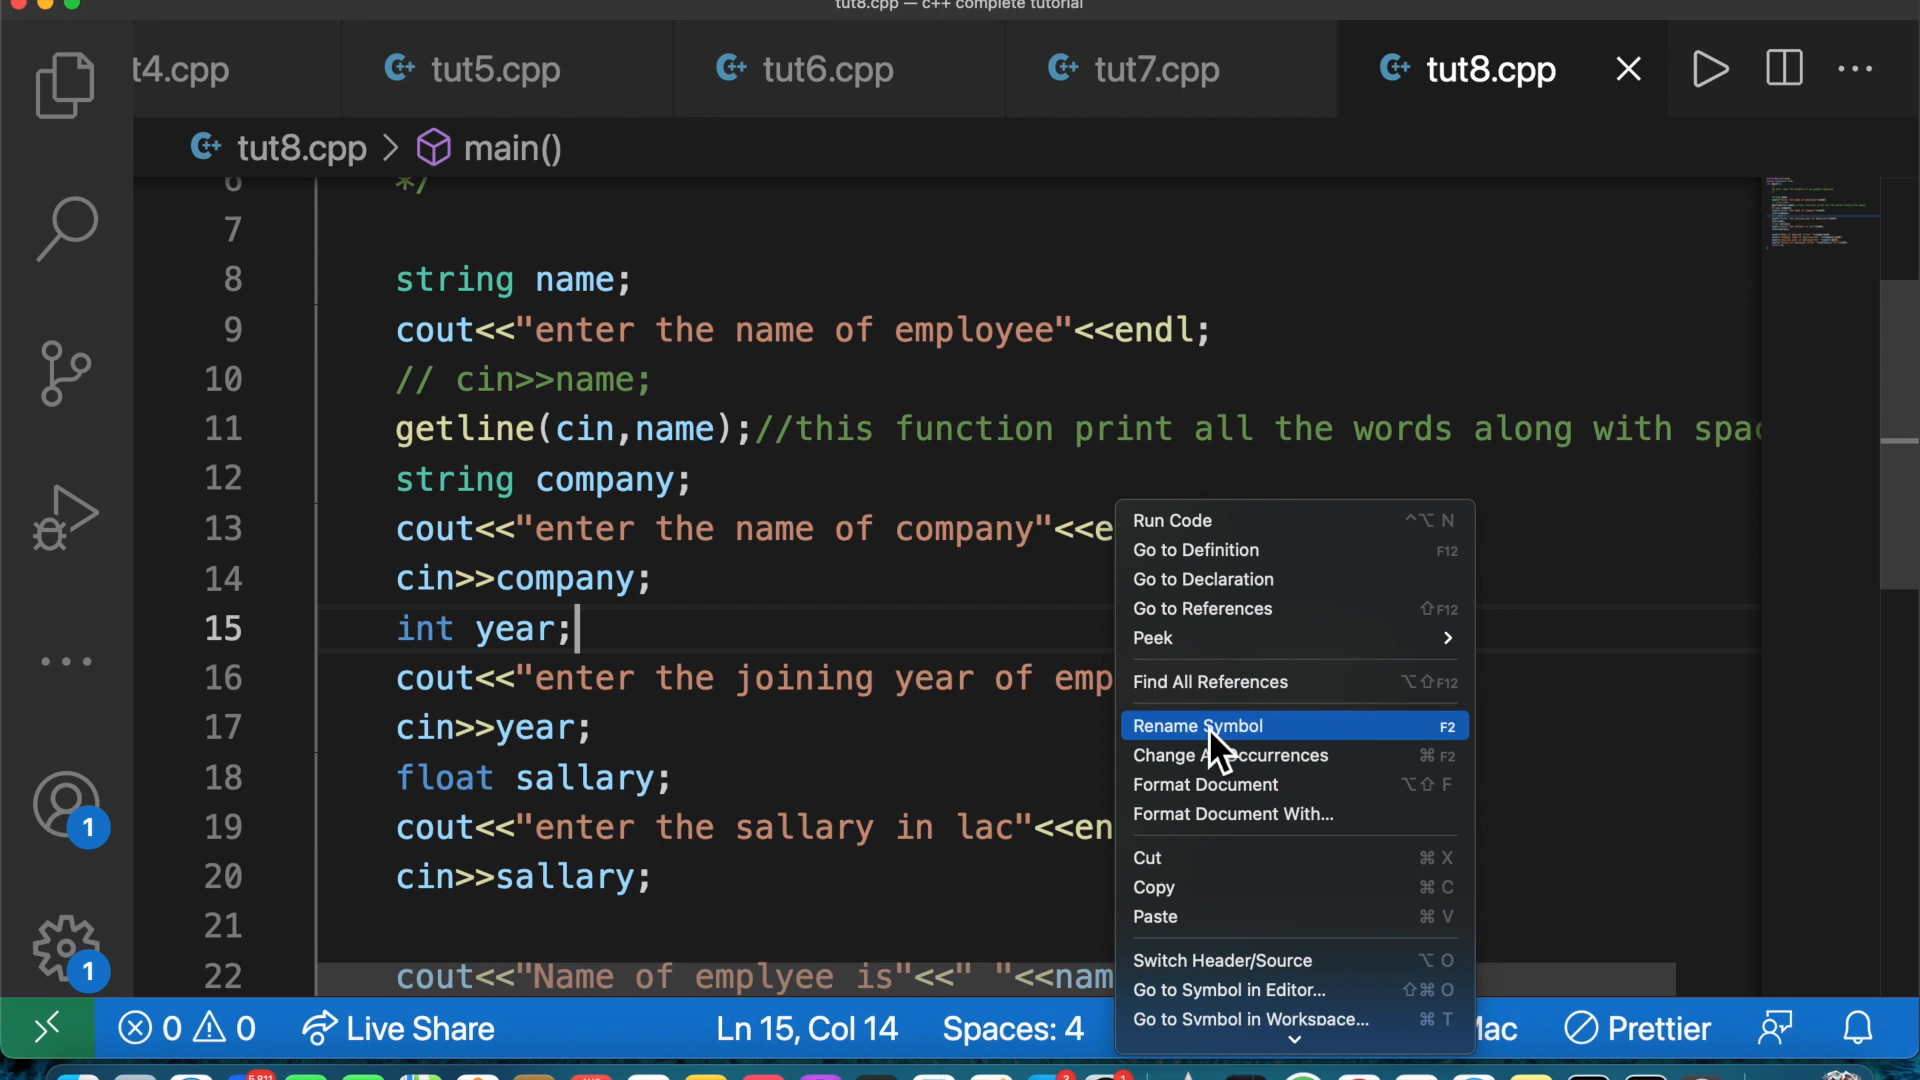 tut8.cpp — c++ complete tutorial
t4.cpp tut5.cpp tut6.cpp tut7.cpp tut8.cpp
tut8.cpp > main()
6 */
7
8 string name;
9 cout<<"enter the name of employee"<<endl;
10 // cin>>name;
11 getline(cin,name);//this function print all the words along with spac
12 string company;
13 cout<<"enter the name of company"<<e
14 cin>>company;
15 int year;
16 cout<<"enter the joining year of emp
17 cin>>year;
18 float sallary;
19 cout<<"enter the sallary in lac"<<en
20 cin>>sallary;
21
22 cout<<"Name of emplyee is"<<" "<<nam
Run Code ^⌥ N
Go to Definition F12
Go to Declaration
Go to References ⇧F12
Peek >
Find All References ⌥⇧F12
Rename Symbol F2
Change All Occurrences ⌘ F2
Format Document ⌥⇧ F
Format Document With...
Cut ⌘ X
Copy ⌘ C
Paste ⌘ V
Switch Header/Source ⌥ O
Go to Symbol in Editor... ⇧⌘ O
Go to Symbol in Workspace... ⌘ T
1
1
0 0 Live Share Ln 15, Col 14 Spaces: 4 Mac Prettier